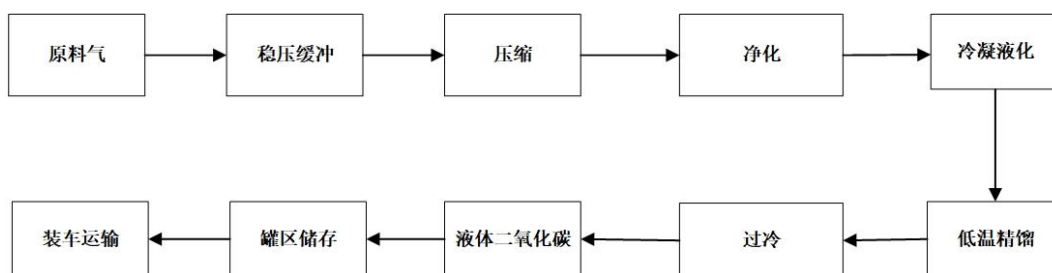 原料气
稳压缓冲
压缩
净化
冷凝液化
低温精馏
过冷
液体二氧化碳
罐区储存
装车运输